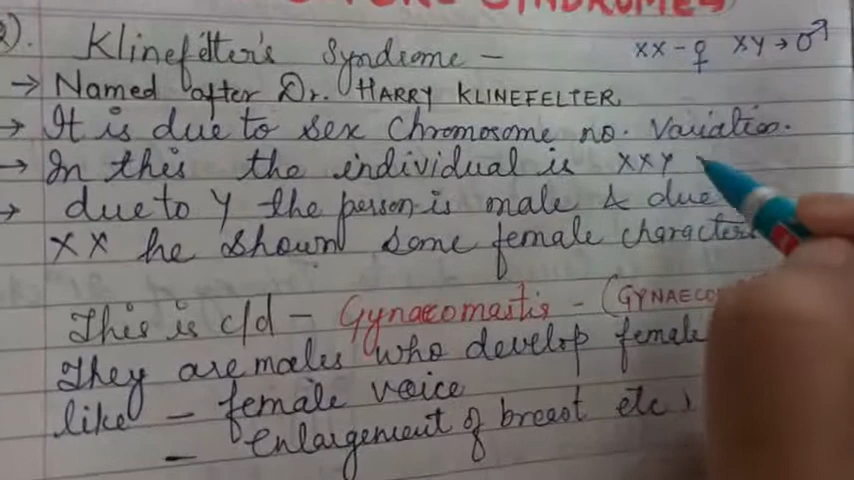 SYNDROMES
2). Klinefelter's Syndrome - XX - ♀ XY → ♂
→ Named after Dr. HARRY KLINEFELTER.
→ It is due to sex chromosome no. Variation.
→ In this the individual is XXY
→ due to Y the person is male & due
XX he shown some female character
This is c/d - Gynaecomastis - (GYNAECO
They are males who develop female
like - female voice
- enlargement of breast etc)